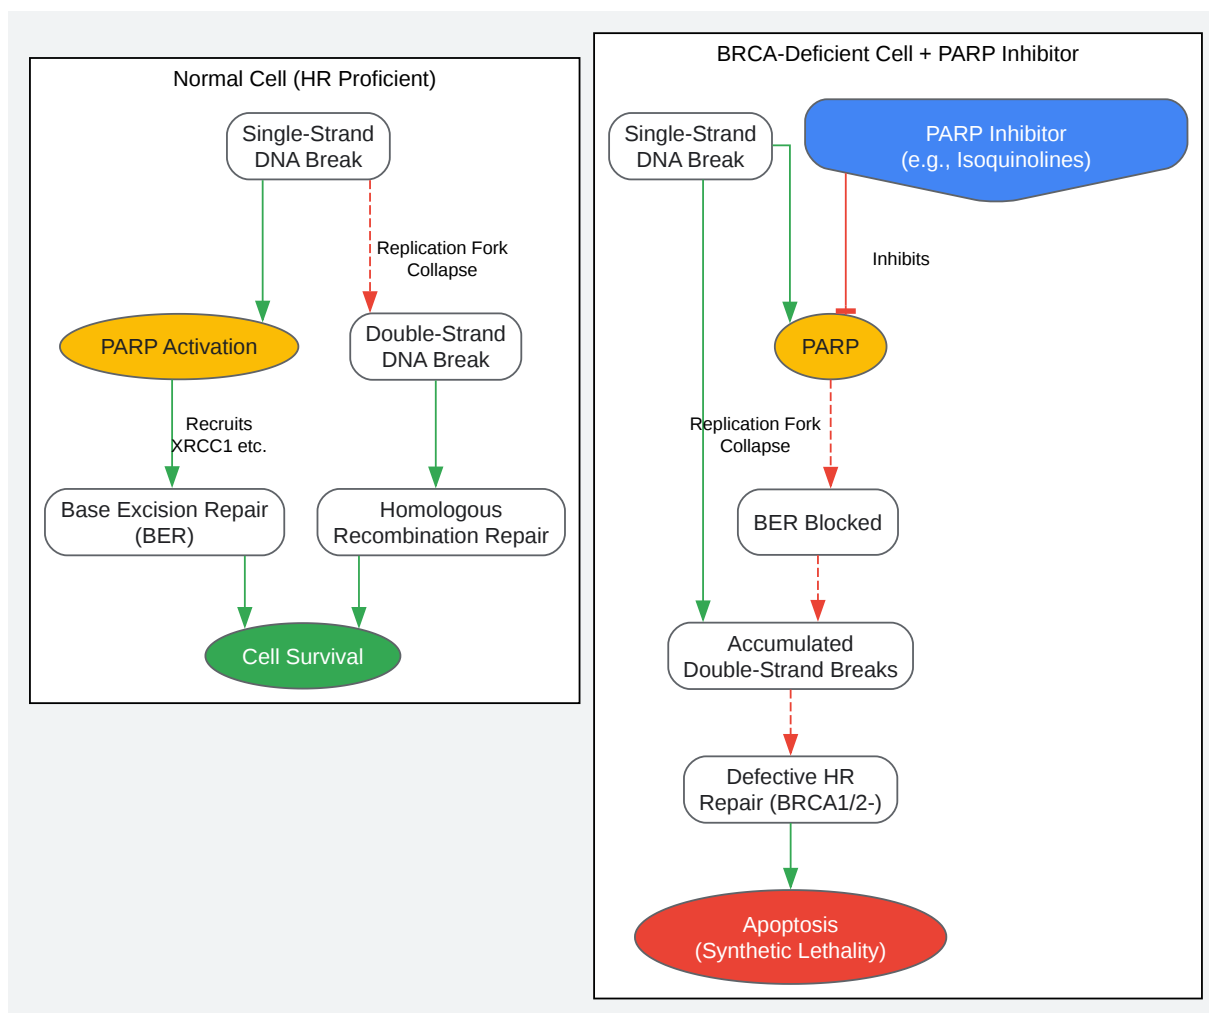 Normal Cell (HR Proficient)
Single-Strand
DNA Break
Replication Fork
Collapse
PARP Activation
Double-Strand
DNA Break
Recruits
XRCC1 etc.
Base Excision Repair
(BER)
Homologous
Recombination Repair
Cell Survival
BRCA-Deficient Cell + PARP Inhibitor
Single-Strand
DNA Break
PARP Inhibitor
(e.g., Isoquinolines)
Inhibits
PARP
Replication Fork
Collapse
BER Blocked
Accumulated
Double-Strand Breaks
Defective HR
Repair (BRCA1/2-)
Apoptosis
(Synthetic Lethality)